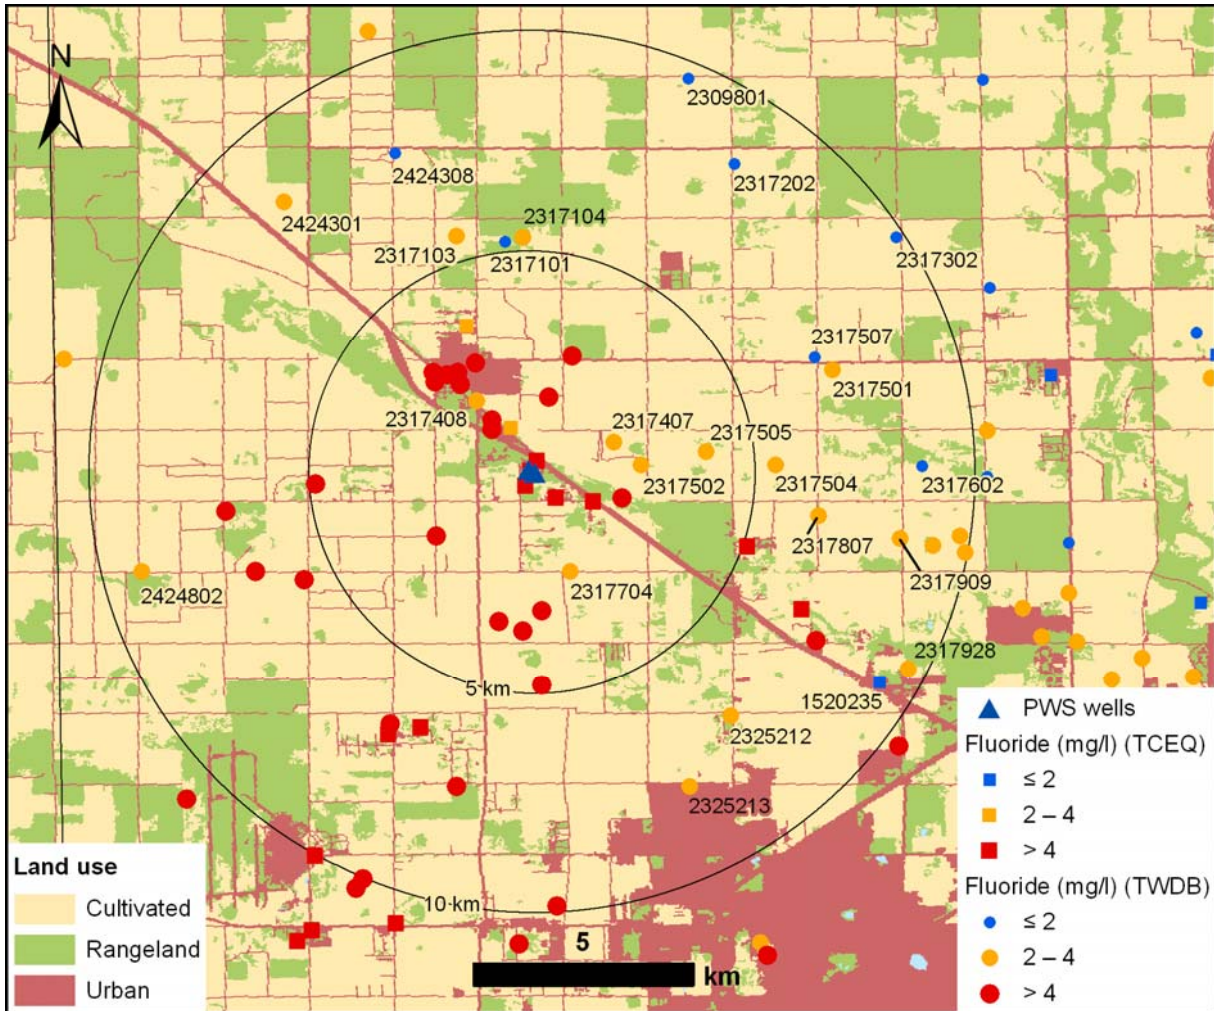 N
2309801
2424308
2317202
2424301
2317104
2317103
2317101
2317302
2317507
2317501
2317408
2317407
2317505
2317502
2317504
2317602
2317807
2424802
2317704
2317909
2317928
5 km
1520235
2325212
2325213
10 km
5
km
PWS wells
Fluoride (mg/l) (TCEQ)
≤ 2
2 – 4
> 4
Fluoride (mg/l) (TWDB)
≤ 2
2 – 4
> 4
Land use
Cultivated
Rangeland
Urban